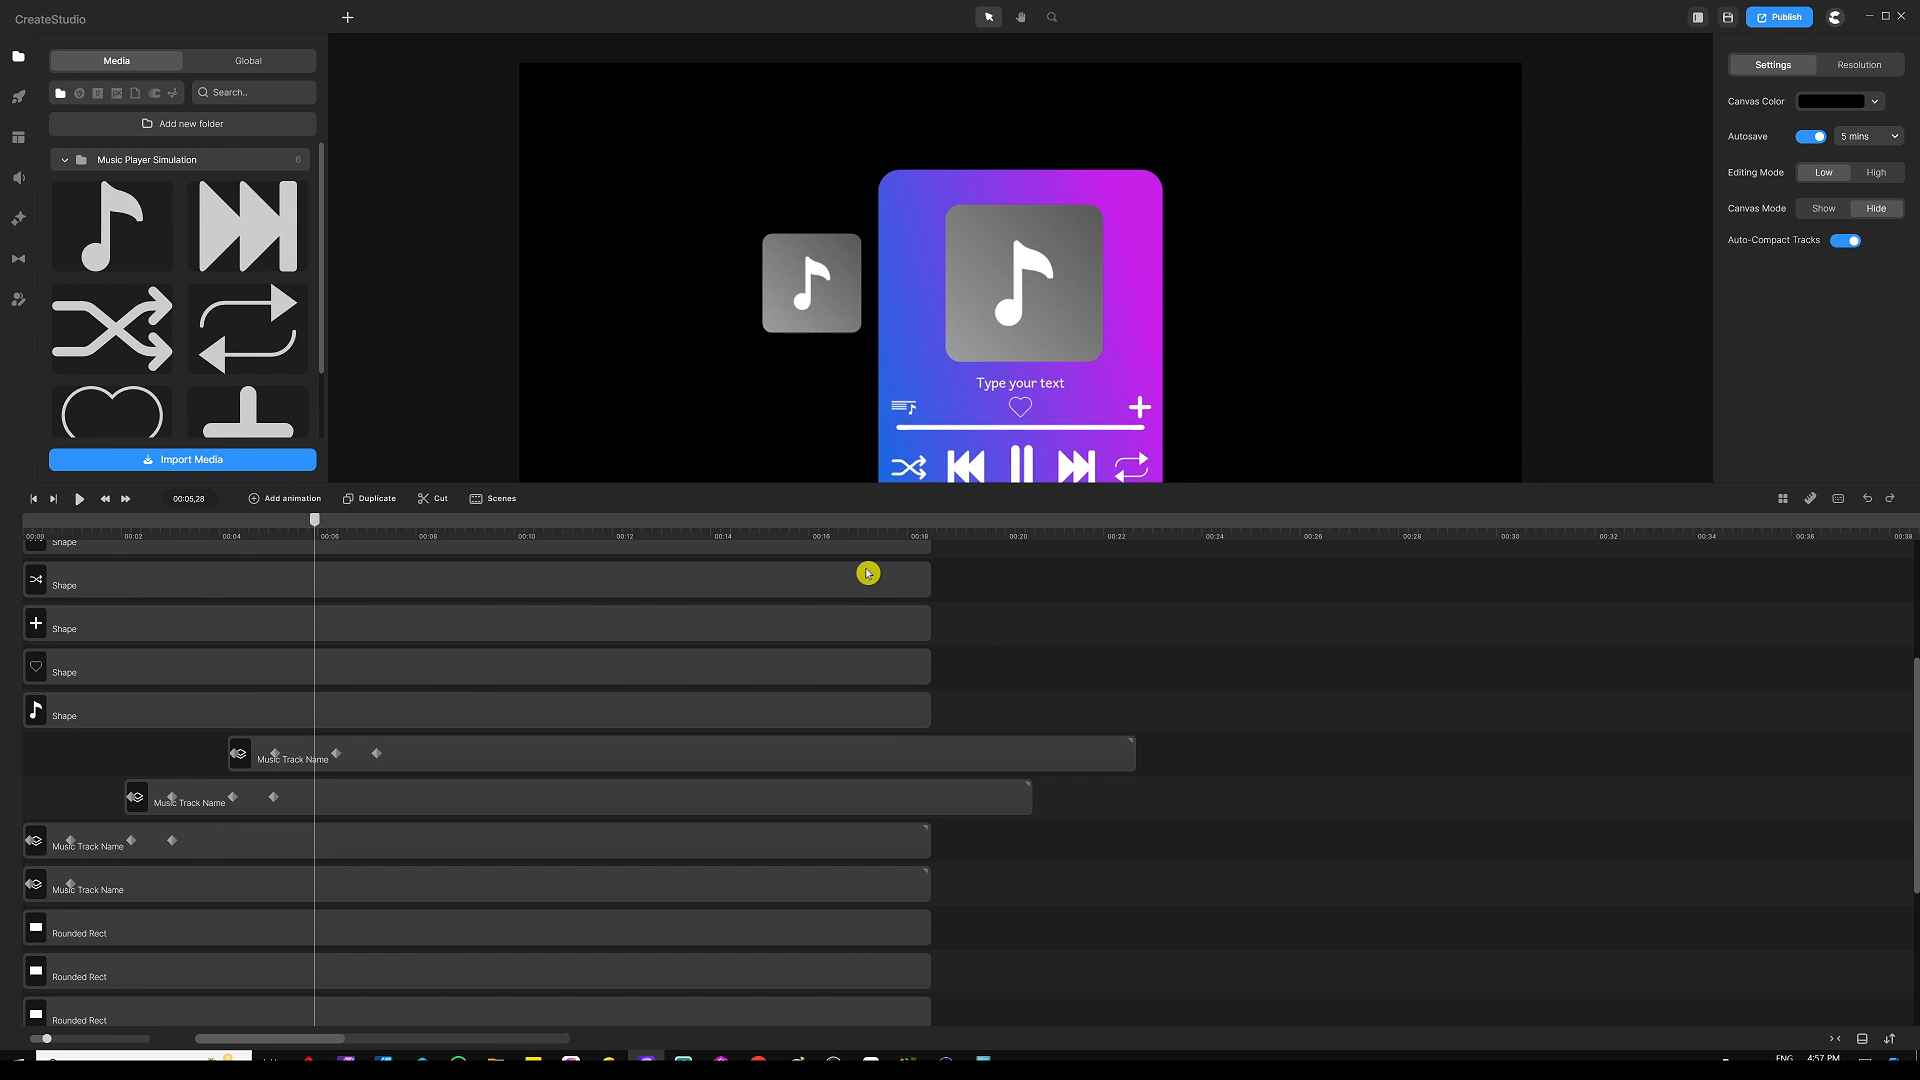 CreateStudio
Publish
Media
Global
Settings
Resolution
Search..
Canvas Color
Add new folder
Autosave
5 mins
Music Player Simulation
6
Editing Mode
Low
High
Canvas Mode
Show
Hide
Auto-Compact Tracks
Type your text
Import Media
00:05,28
Add animation
Duplicate
Cut
Scenes
00:00
00:02
00:04
00:06
00:08
00:10
00:12
00:14
00:16
00:18
00:20
00:22
00:24
00:26
00:28
00:30
00:32
00:34
00:36
00:38
Shape
Shape
Shape
Shape
Shape
Music Track Name
Music Track Name
Music Track Name
Music Track Name
Rounded Rect
Rounded Rect
Rounded Rect
ENG
4:57 PM